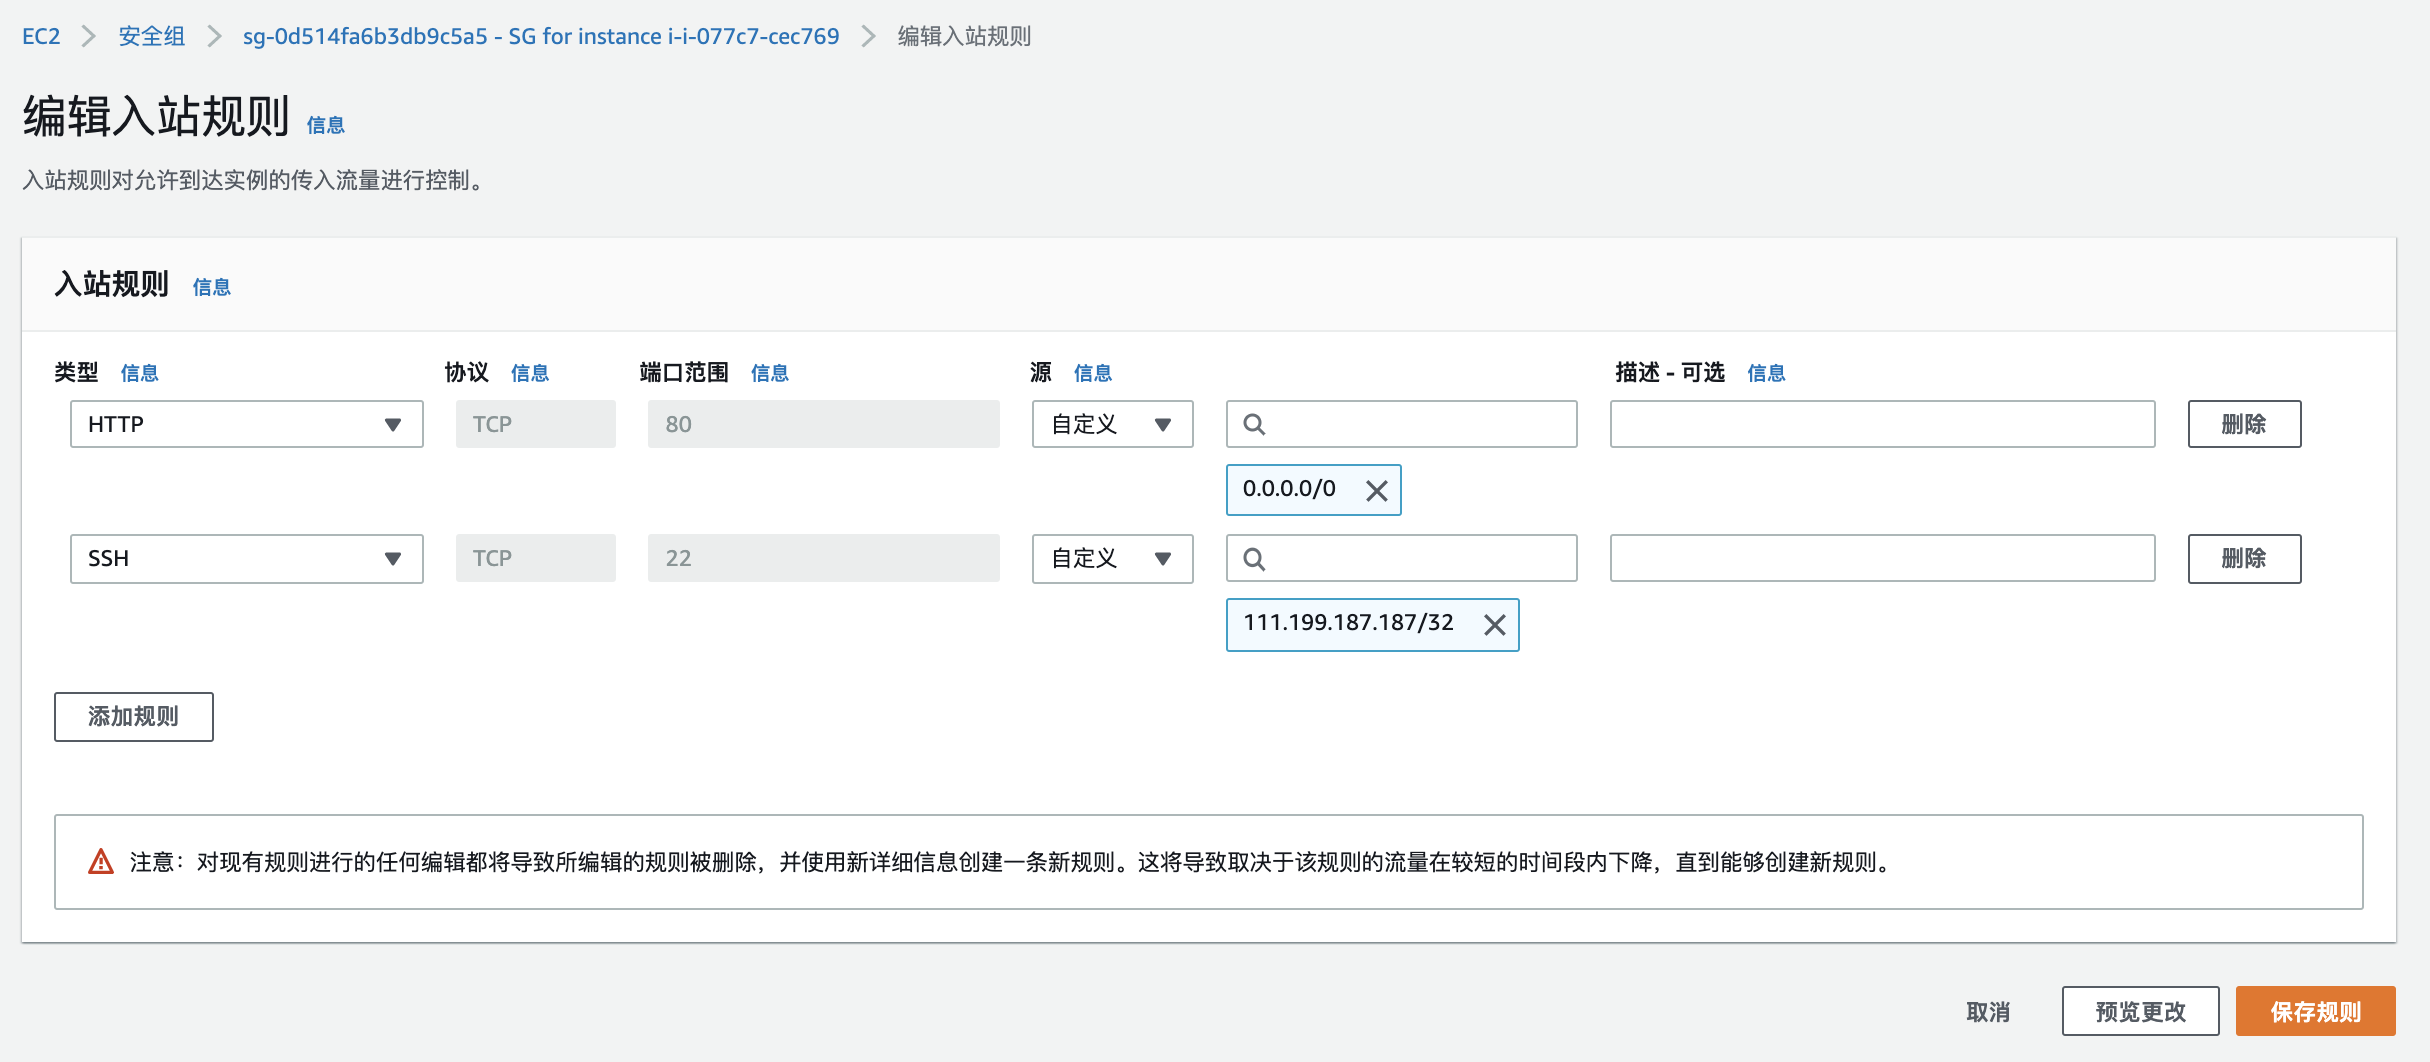 EC2 > 安全组 > sg-0d514fa6b3db9c5a5 - SG for instance i-i-077c7-cec769 > 编辑入站规则
编辑入站规则 信息
入站规则对允许到达实例的传入流量进行控制。
入站规则 信息
类型 信息 协议 信息 端口范围 信息 源 信息 描述 - 可选 信息
HTTP TCP 80 自定义 删除
0.0.0.0/0
SSH TCP 22 自定义 删除
111.199.187.187/32
添加规则
注意：对现有规则进行的任何编辑都将导致所编辑的规则被删除，并使用新详细信息创建一条新规则。这将导致取决于该规则的流量在较短的时间段内下降，直到能够创建新规则。
取消 预览更改 保存规则